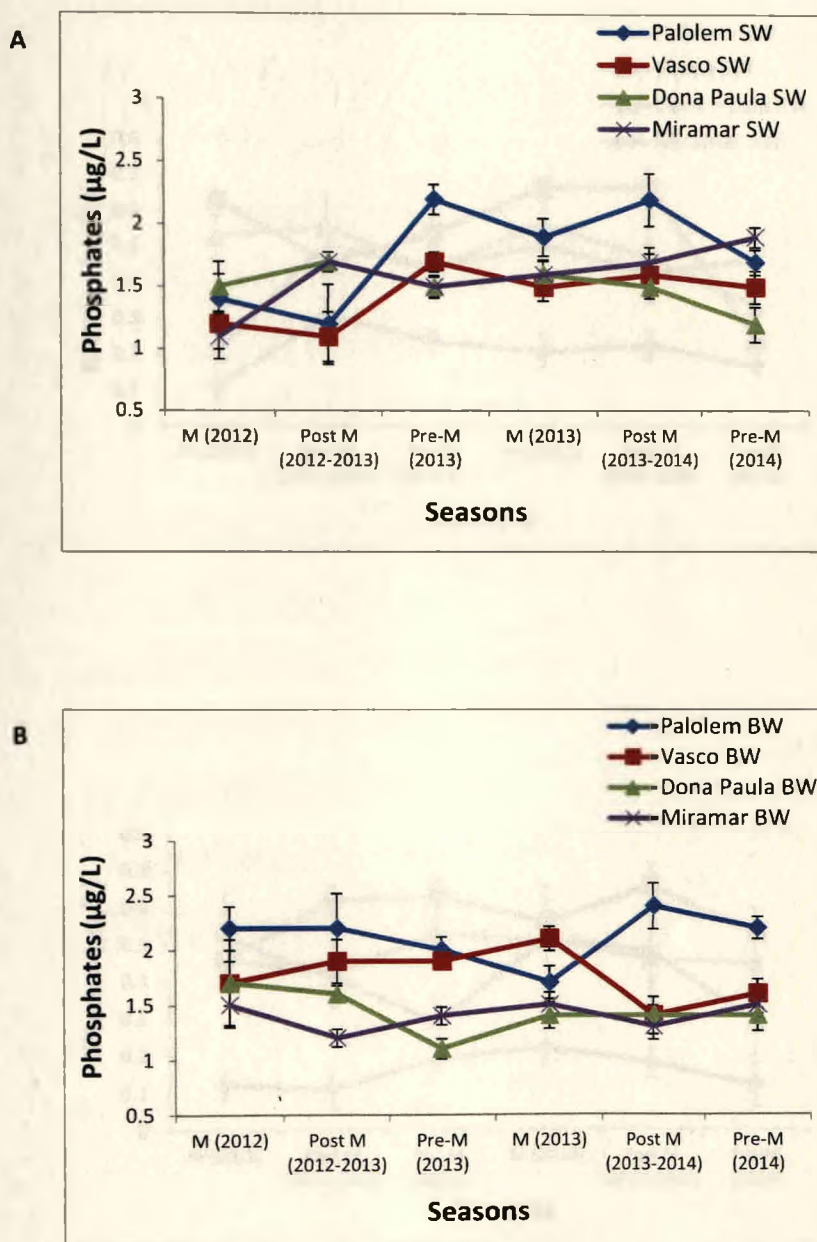 A
Palolem SW
Vasco SW
Dona Paula SW
Miramar SW
Phosphates (µg/L)
3
2.5
2
1.5
1
0.5
M (2012)
Post M
(2012-2013)
Pre-M
(2013)
M (2013)
Post M
(2013-2014)
Pre-M
(2014)
Seasons
B
Palolem BW
Vasco BW
Dona Paula BW
Miramar BW
Phosphates (µg/L)
3
2.5
2
1.5
1
0.5
M (2012)
Post M
(2012-2013)
Pre-M
(2013)
M (2013)
Post M
(2013-2014)
Pre-M
(2014)
Seasons